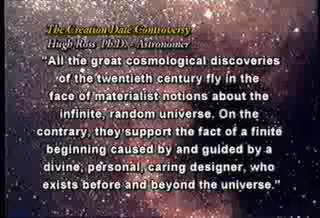 The Creation Date Controversy
Hugh Ross Ph.D. - Astronomer
"All the great cosmological discoveries
of the twentieth century fly in the
face of materialist notions about the
infinite, random universe. On the
contrary, they support the fact of a finite
beginning caused by and guided by a
divine, personal, caring designer, who
exists before and beyond the universe."